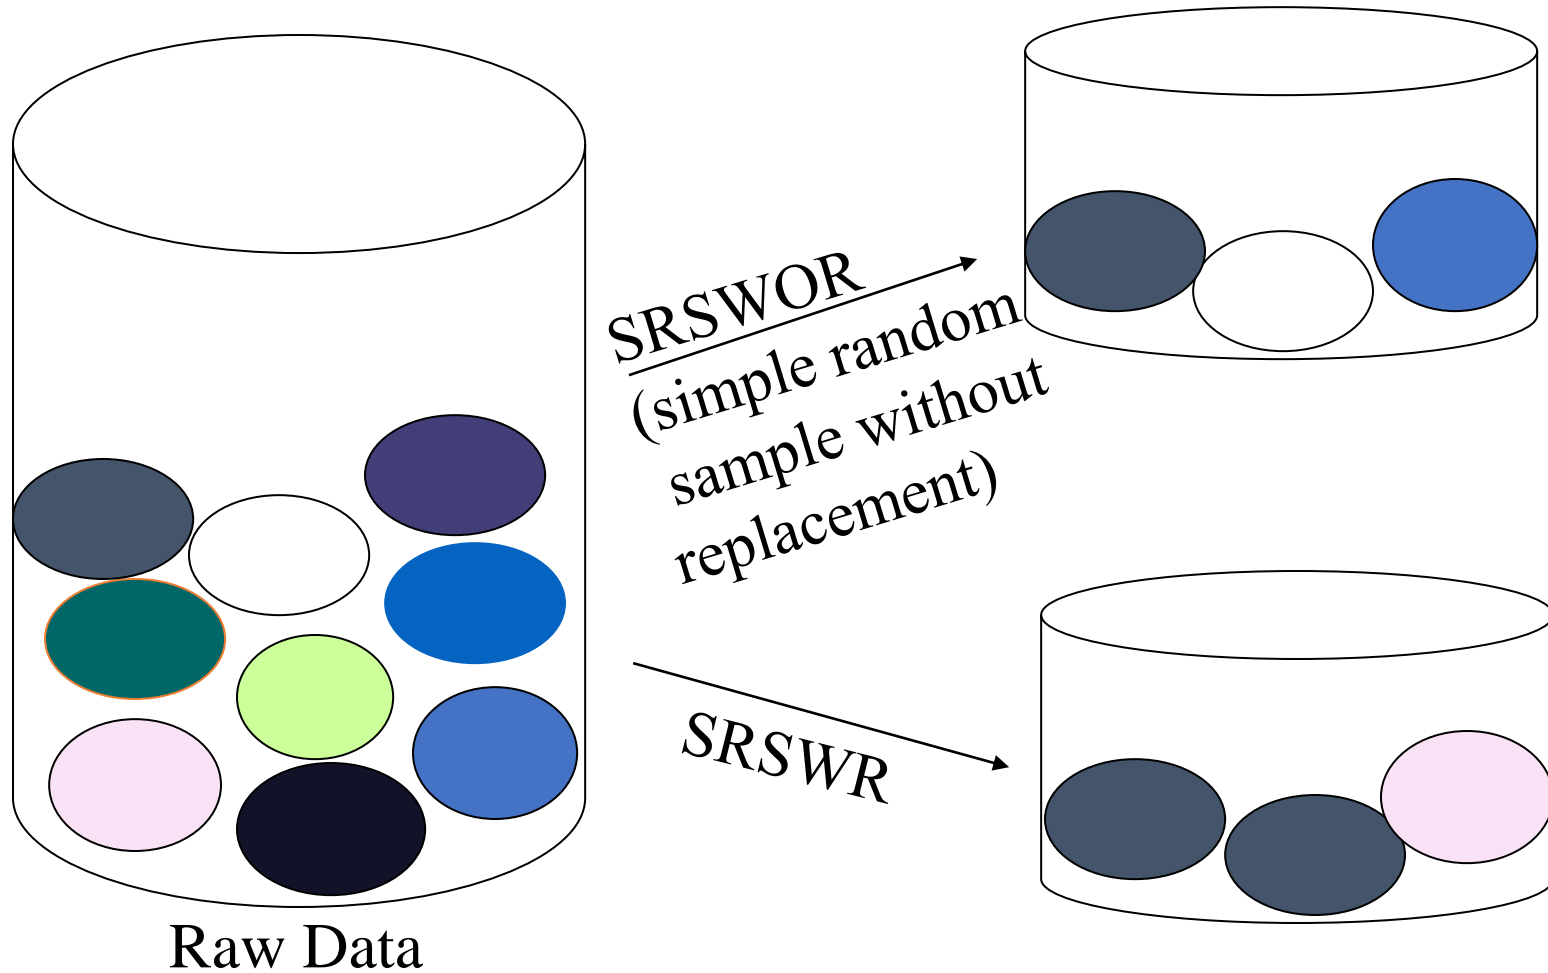 SRSWOR
(simple random
sample without
replacement)
SRSWR
Raw Data